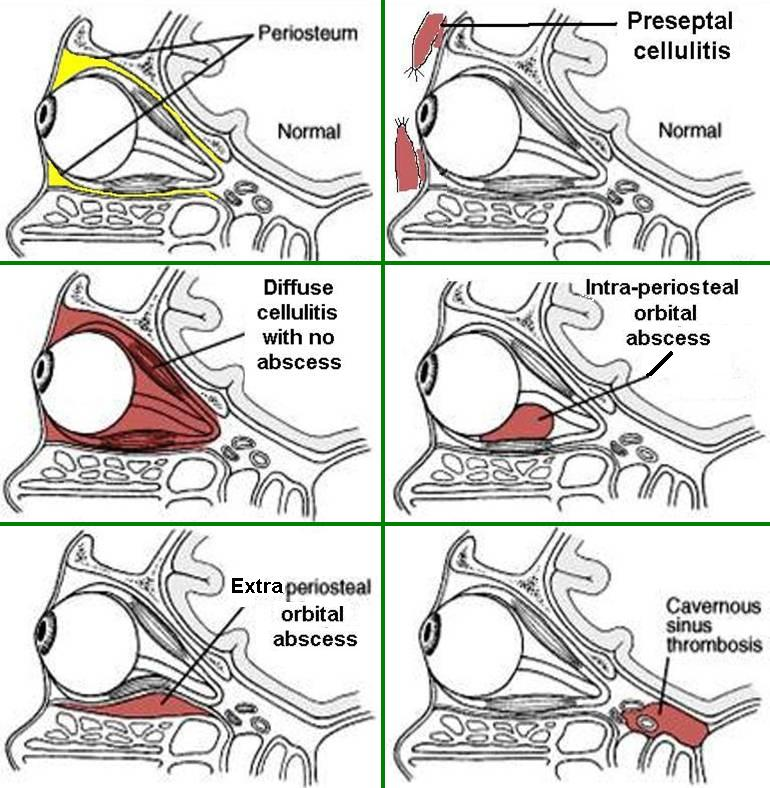 Periosteum
Normal
Preseptal
cellulitis
Normal
Diffuse
cellulitis
with no
abscess
Intra-periosteal
orbital
abscess
Extra periosteal
orbital
abscess
Cavernous
sinus
thrombosis